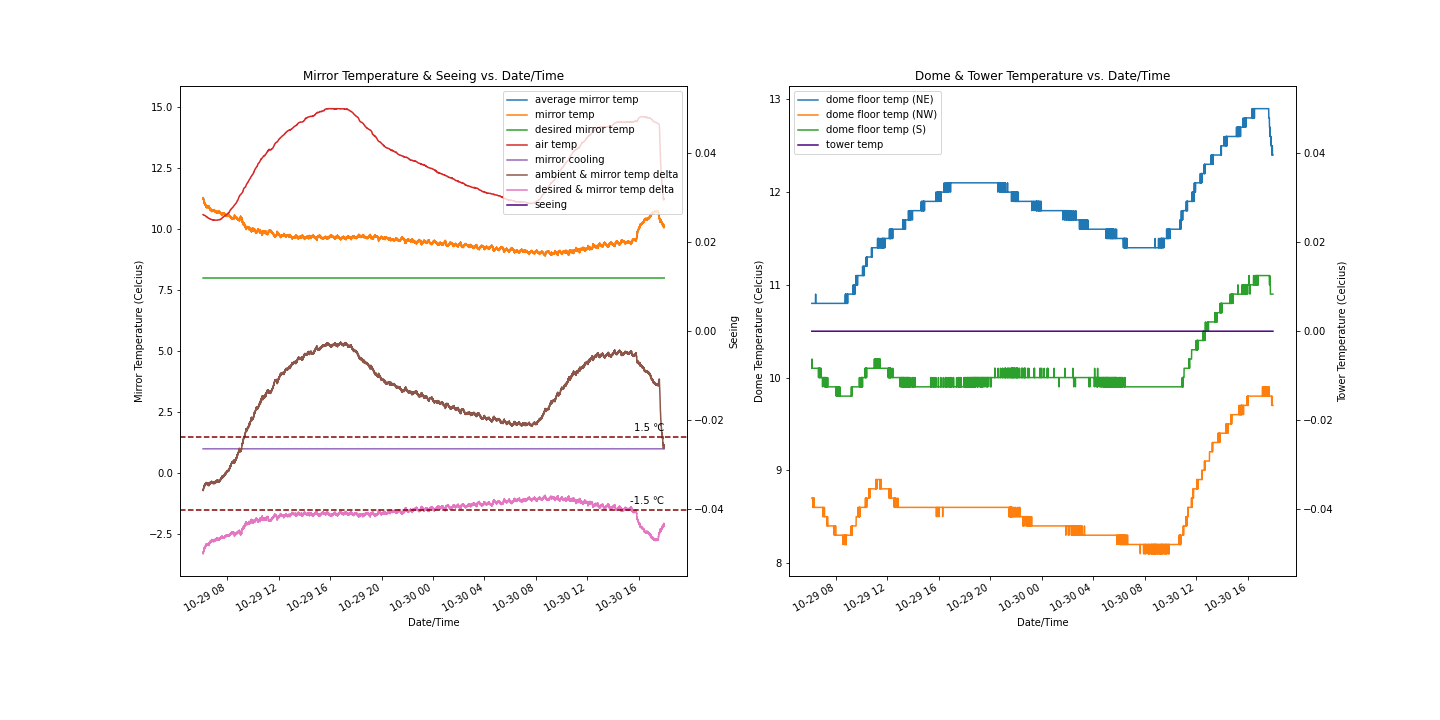 Mirror Temperature & Seeing vs. Date/Time
average mirror temp
mirror temp
desired mirror temp
air temp
mirror cooling
ambient & mirror temp delta
desired & mirror temp delta
seeing
15.0
12.5
10.0
7.5
5.0
2.5
0.0
−2.5
Mirror Temperature (Celcius)
1.5 °C
-1.5 °C
0.04
0.02
0.00
−0.02
−0.04
Seeing
10-29 08
10-29 12
10-29 16
10-29 20
10-30 00
10-30 04
10-30 08
10-30 12
10-30 16
Date/Time
Dome & Tower Temperature vs. Date/Time
dome floor temp (NE)
dome floor temp (NW)
dome floor temp (S)
tower temp
13
12
11
10
9
8
Dome Temperature (Celcius)
0.04
0.02
0.00
−0.02
−0.04
Tower Temperature (Celcius)
10-29 08
10-29 12
10-29 16
10-29 20
10-30 00
10-30 04
10-30 08
10-30 12
10-30 16
Date/Time